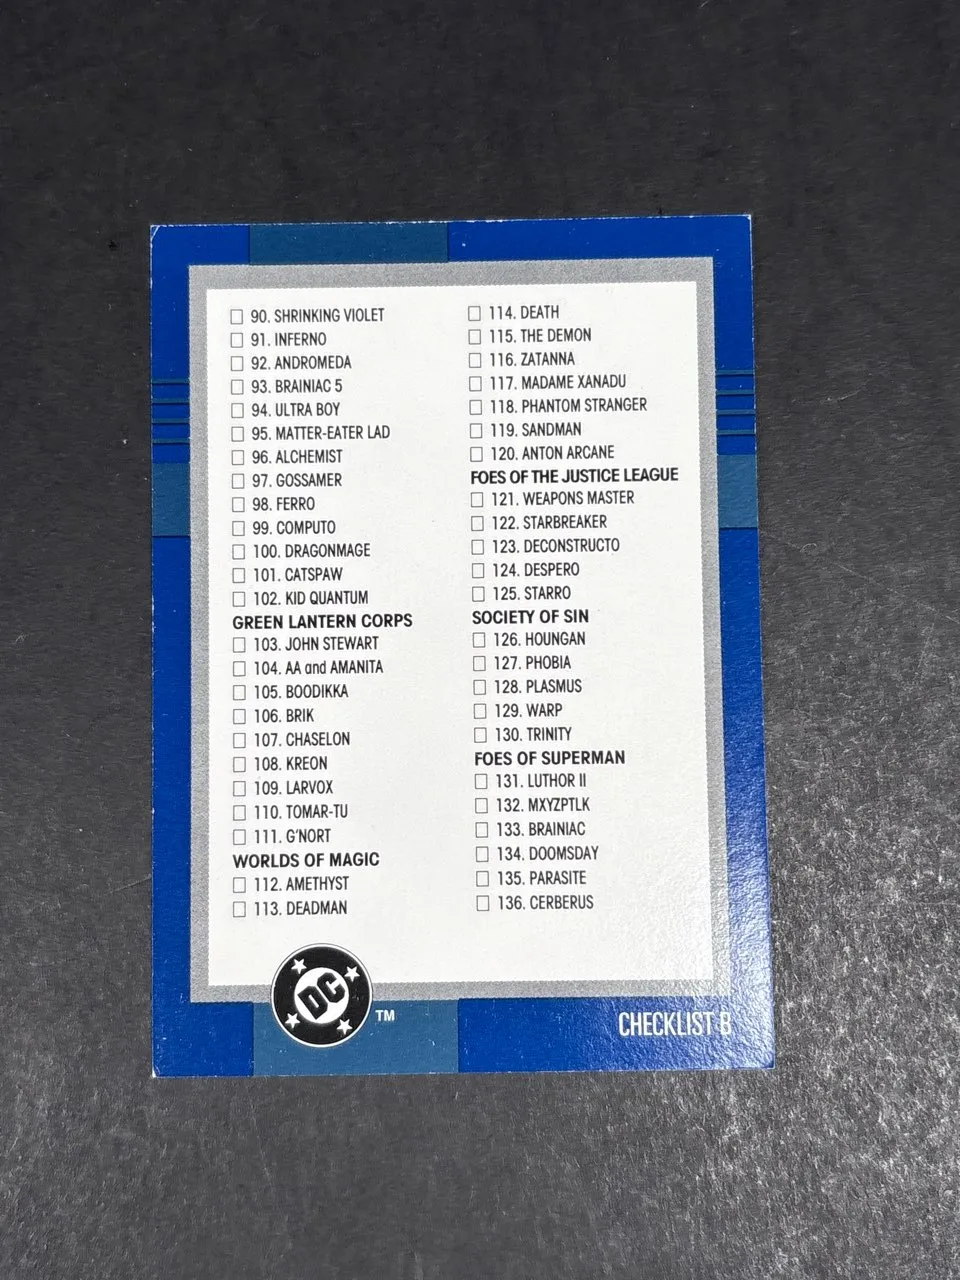 90. SHRINKING VIOLET
91. INFERNO
92. ANDROMEDA
93. BRAINIAC 5
94. ULTRA BOY
95. MATTER-EATER LAD
96. ALCHEMIST
97. GOSSAMER
98. FERRO
99. COMPUTO
100. DRAGONMAGE
101. CATSPAW
102. KID QUANTUM
GREEN LANTERN CORPS
103. JOHN STEWART
104. AA and AMANITA
105. BOODIKKA
106. BRIK
107. CHASELON
108. KREON
109. LARVOX
110. TOMAR-TU
111. G'NORT
WORLDS OF MAGIC
112. AMETHYST
113. DEADMAN
114. DEATH
115. THE DEMON
116. ZATANNA
117. MADAME XANADU
118. PHANTOM STRANGER
119. SANDMAN
120. ANTON ARCANE
FOES OF THE JUSTICE LEAGUE
121. WEAPONS MASTER
122. STARBREAKER
123. DECONSTRUCTO
124. DESPERO
125. STARRO
SOCIETY OF SIN
126. HOUNGAN
127. PHOBIA
128. PLASMUS
129. WARP
130. TRINITY
FOES OF SUPERMAN
131. LUTHOR II
132. MXYZPTLK
133. BRAINIAC
134. DOOMSDAY
135. PARASITE
136. CERBERUS
DC
TM
CHECKLIST B